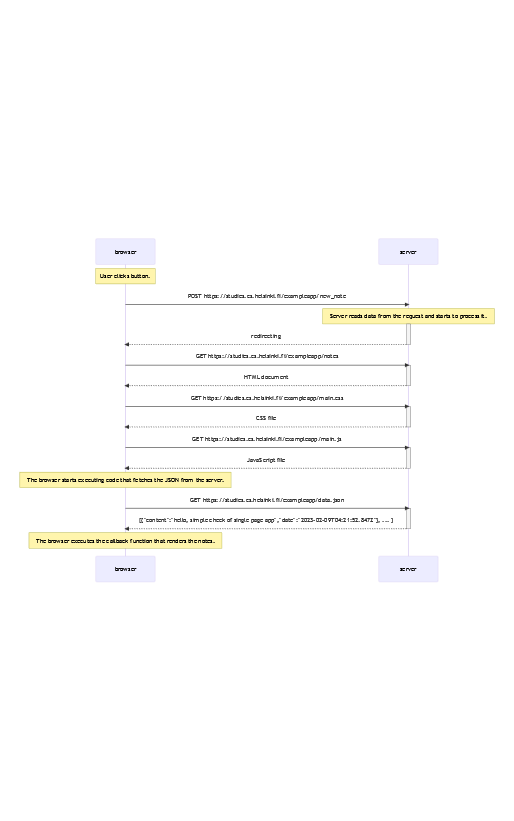 browser
server
User clicks button.
POST https://studies.cs.helsinki.fi/exampleapp/new_note
Server reads data from the request and starts to process it.
redirecting
GET https://studies.cs.helsinki.fi/exampleapp/notes
HTML document
GET https://studies.cs.helsinki.fi/exampleapp/main.css
CSS file
GET https://studies.cs.helsinki.fi/exampleapp/main.js
JavaScript file
The browser starts executing code that fetches the JSON from the server.
GET https://studies.cs.helsinki.fi/exampleapp/data.json
[{"content":"hello, simple check of single page app","date":"2023-02-09T04:21:52.847Z"}, ... ]
The browser executes the callback function that renders the notes.
browser
server